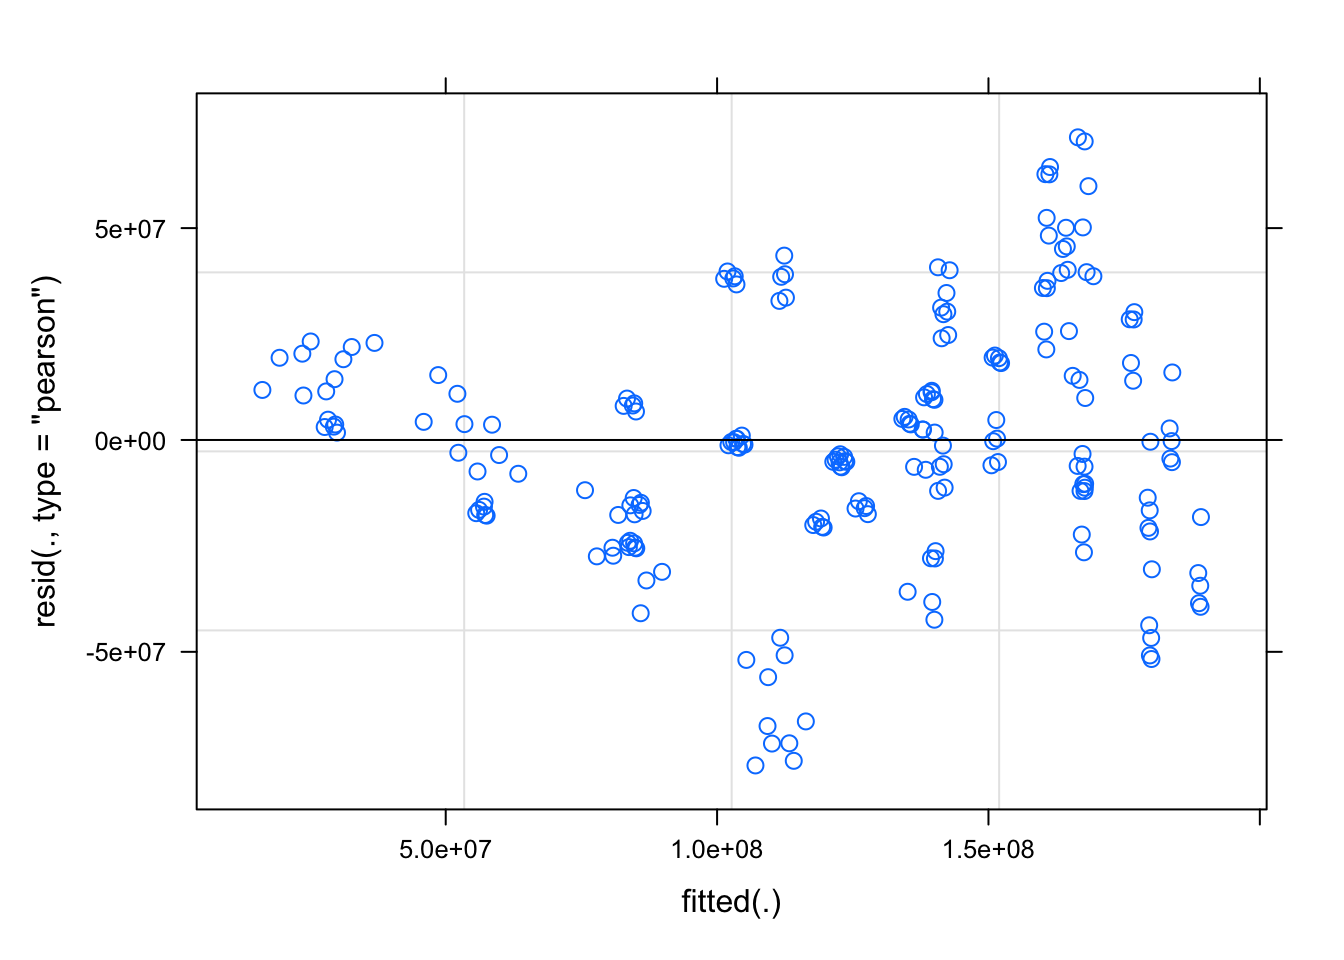 resid(., type = "pearson")
5e+07
0e+00
-5e+07
5.0e+07 1.0e+08 1.5e+08
fitted(.)